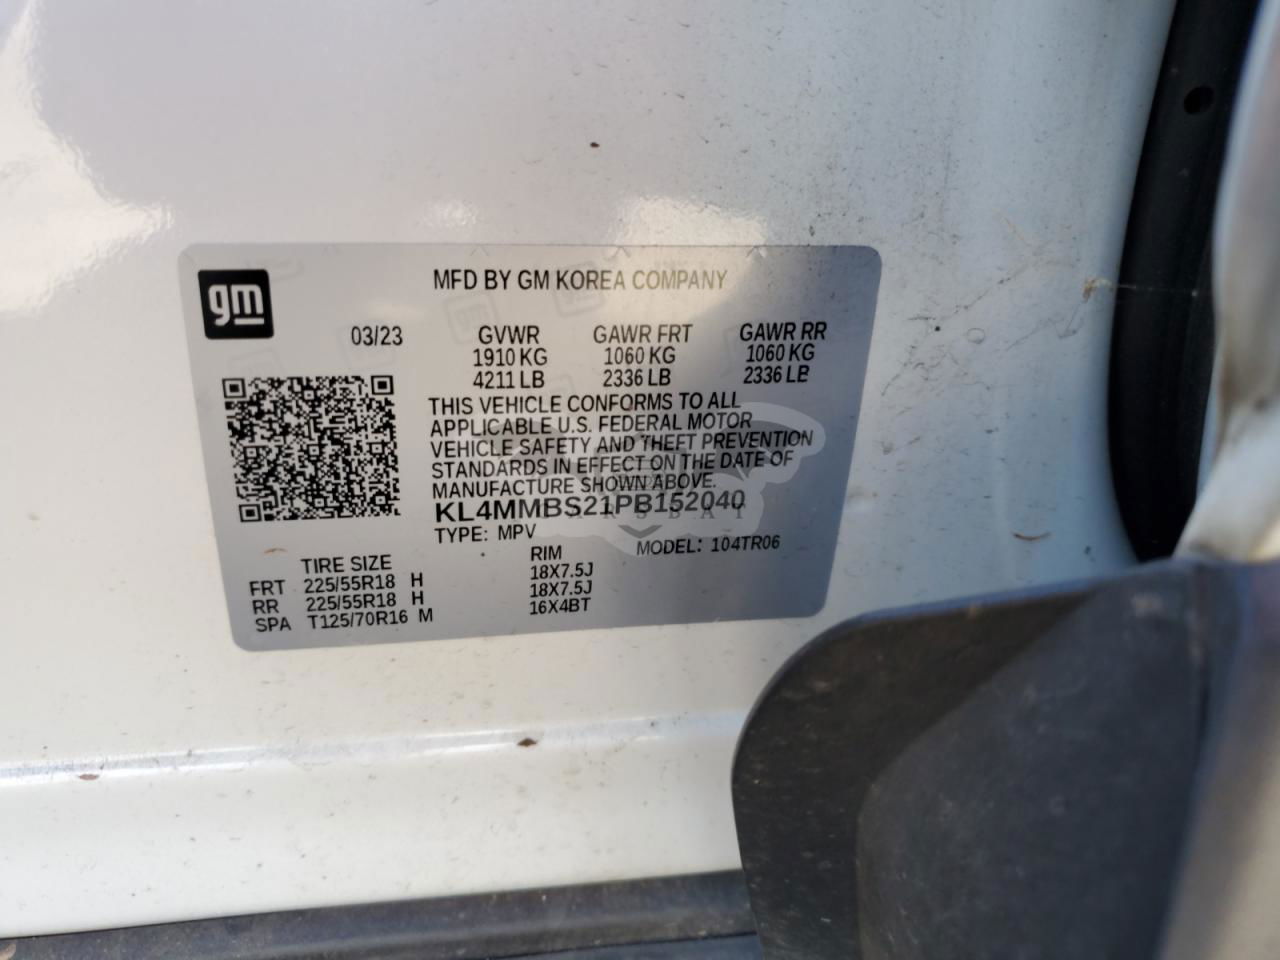 gm
MFD BY GM KOREA COMPANY
03/23 GVWR GAWR FRT GAWR RR
1910 KG 1060 KG 1060 KG
4211 LB 2336 LB 2336 LB
THIS VEHICLE CONFORMS TO ALL
APPLICABLE U.S. FEDERAL MOTOR
VEHICLE SAFETY AND THEFT PREVENTION
STANDARDS IN EFFECT ON THE DATE OF
MANUFACTURE SHOWN ABOVE.
KL4MMBS21PB152040
TYPE: MPV MODEL: 104TR06
TIRE SIZE RIM
FRT 225/55R18 H 18X7.5J
RR 225/55R18 H 18X7.5J
SPA T125/70R16 M 16X4BT